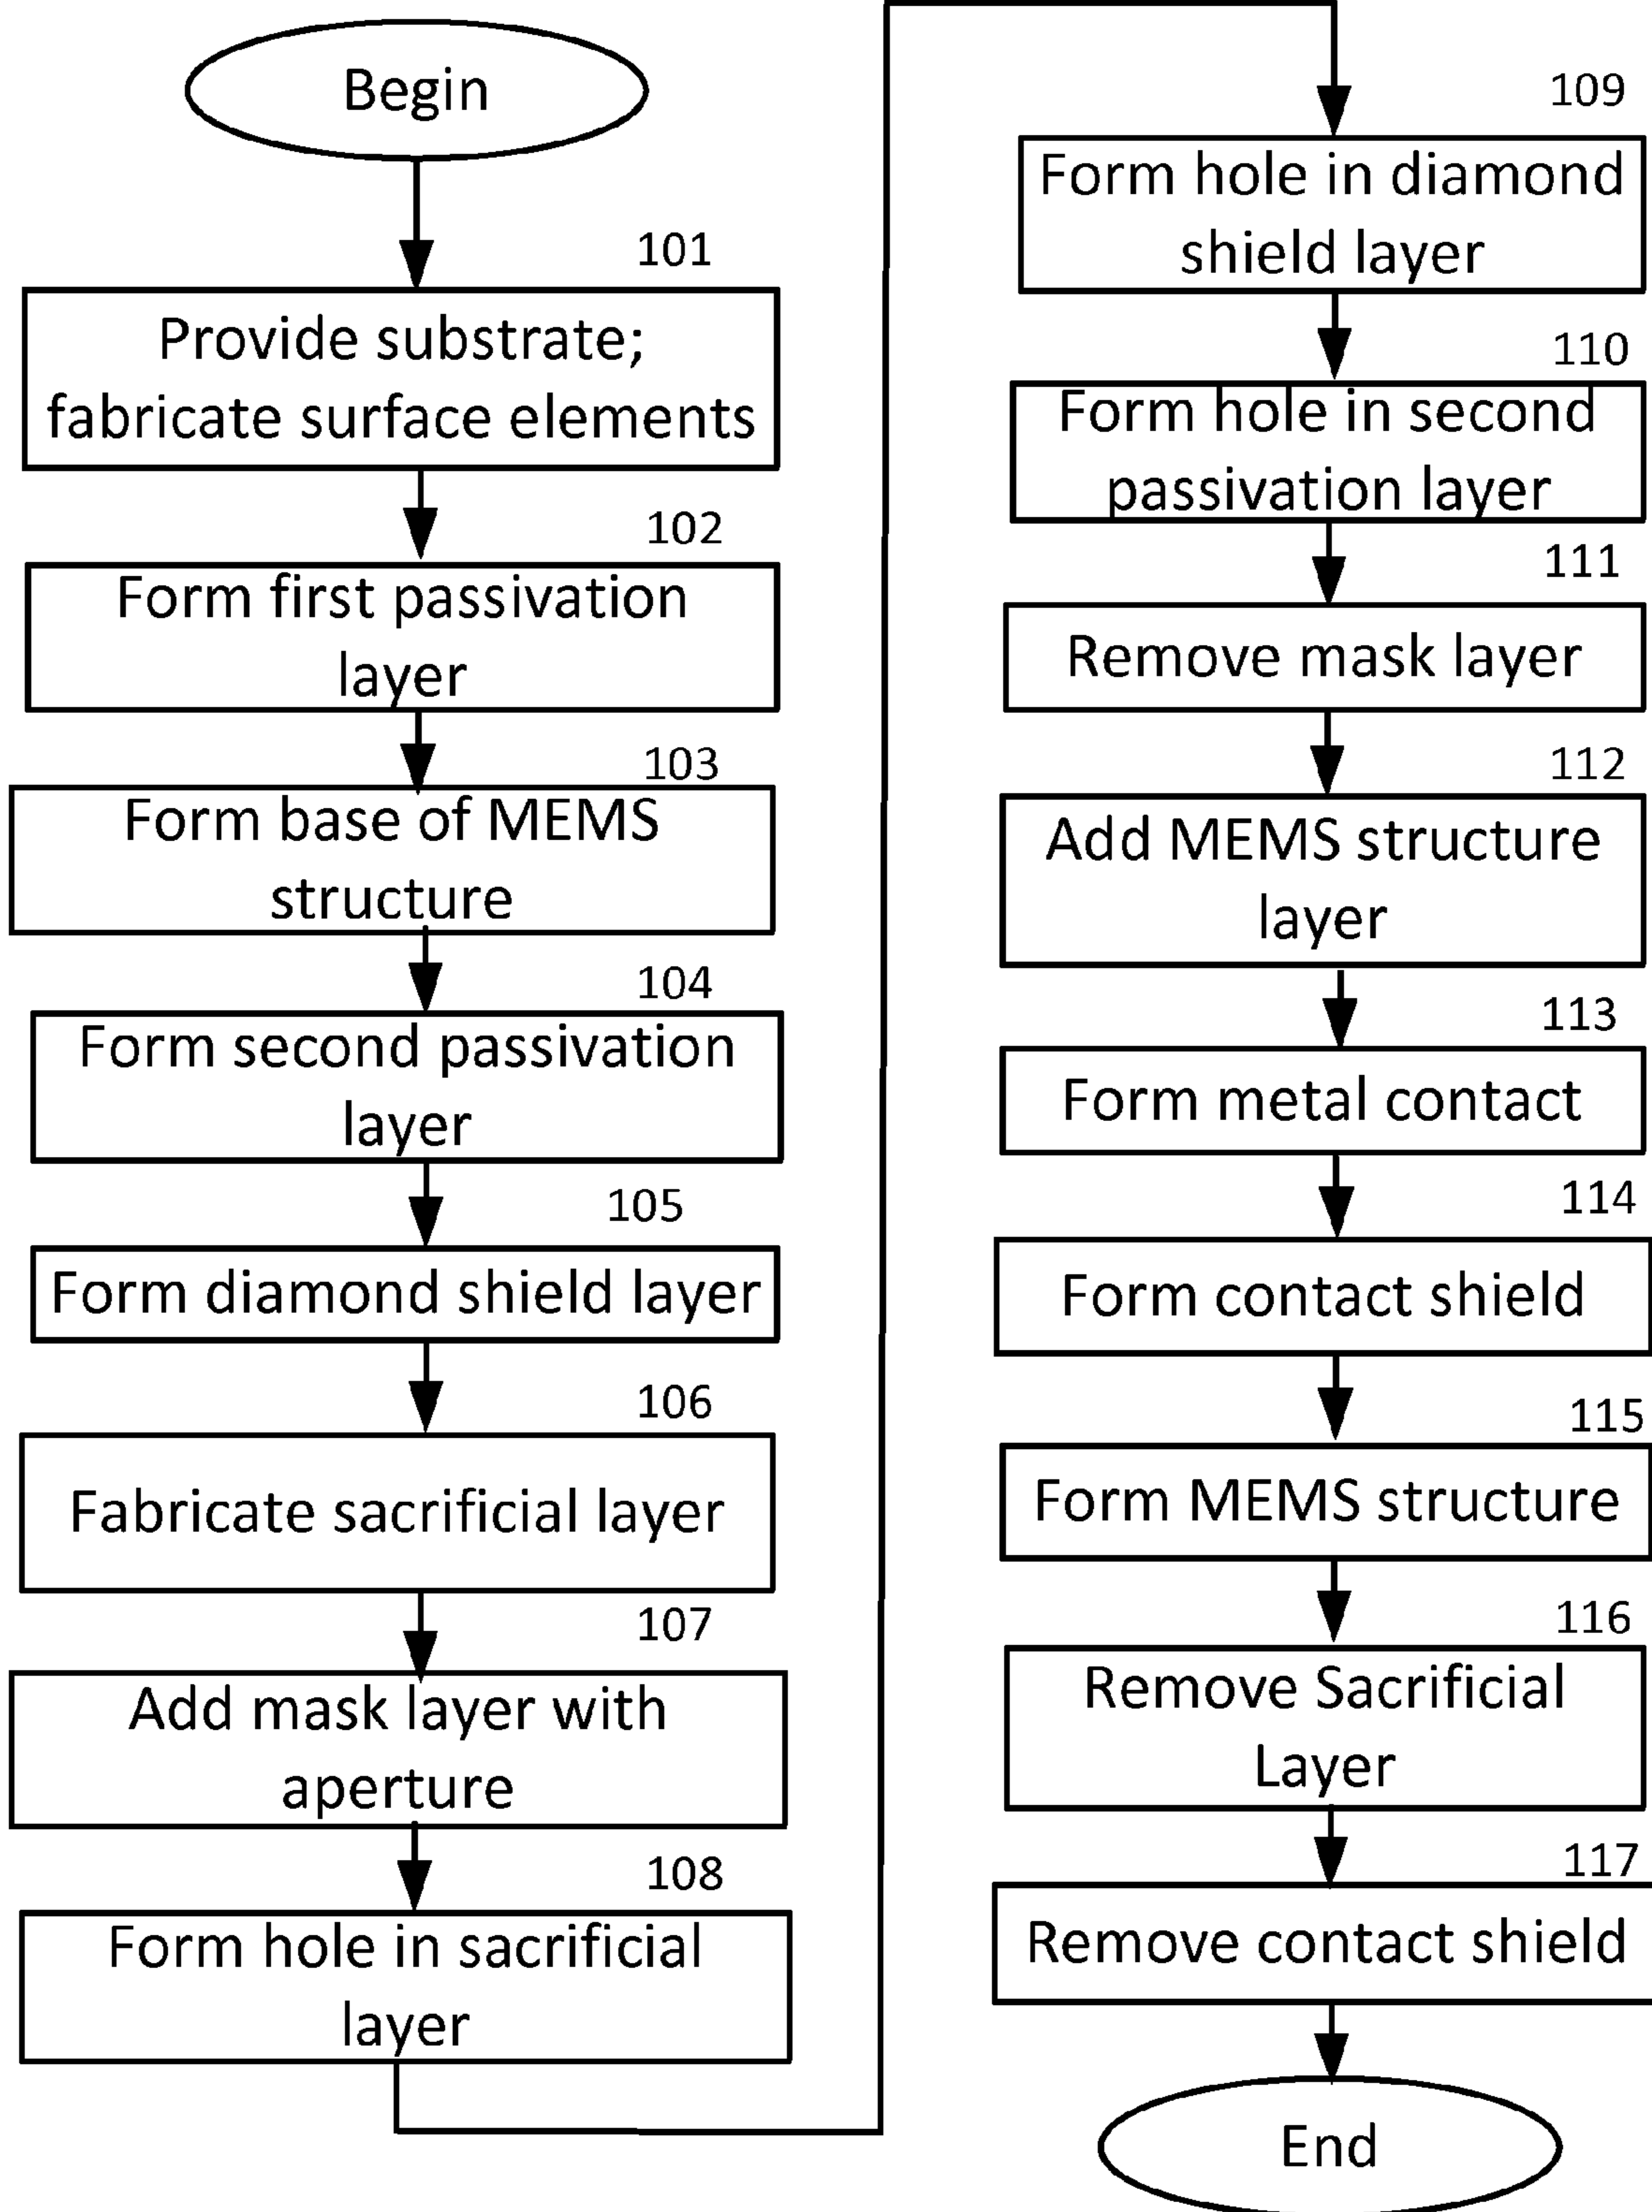 Begin
101
Provide substrate;
fabricate surface elements
102
Form first passivation
layer
103
Form base of MEMS
structure
104
Form second passivation
layer
105
Form diamond shield layer
106
Fabricate sacrificial layer
107
Add mask layer with
aperture
108
Form hole in sacrificial
layer
109
Form hole in diamond
shield layer
110
Form hole in second
passivation layer
111
Remove mask layer
112
Add MEMS structure
layer
113
Form metal contact
114
Form contact shield
115
Form MEMS structure
116
Remove Sacrificial
Layer
117
Remove contact shield
End